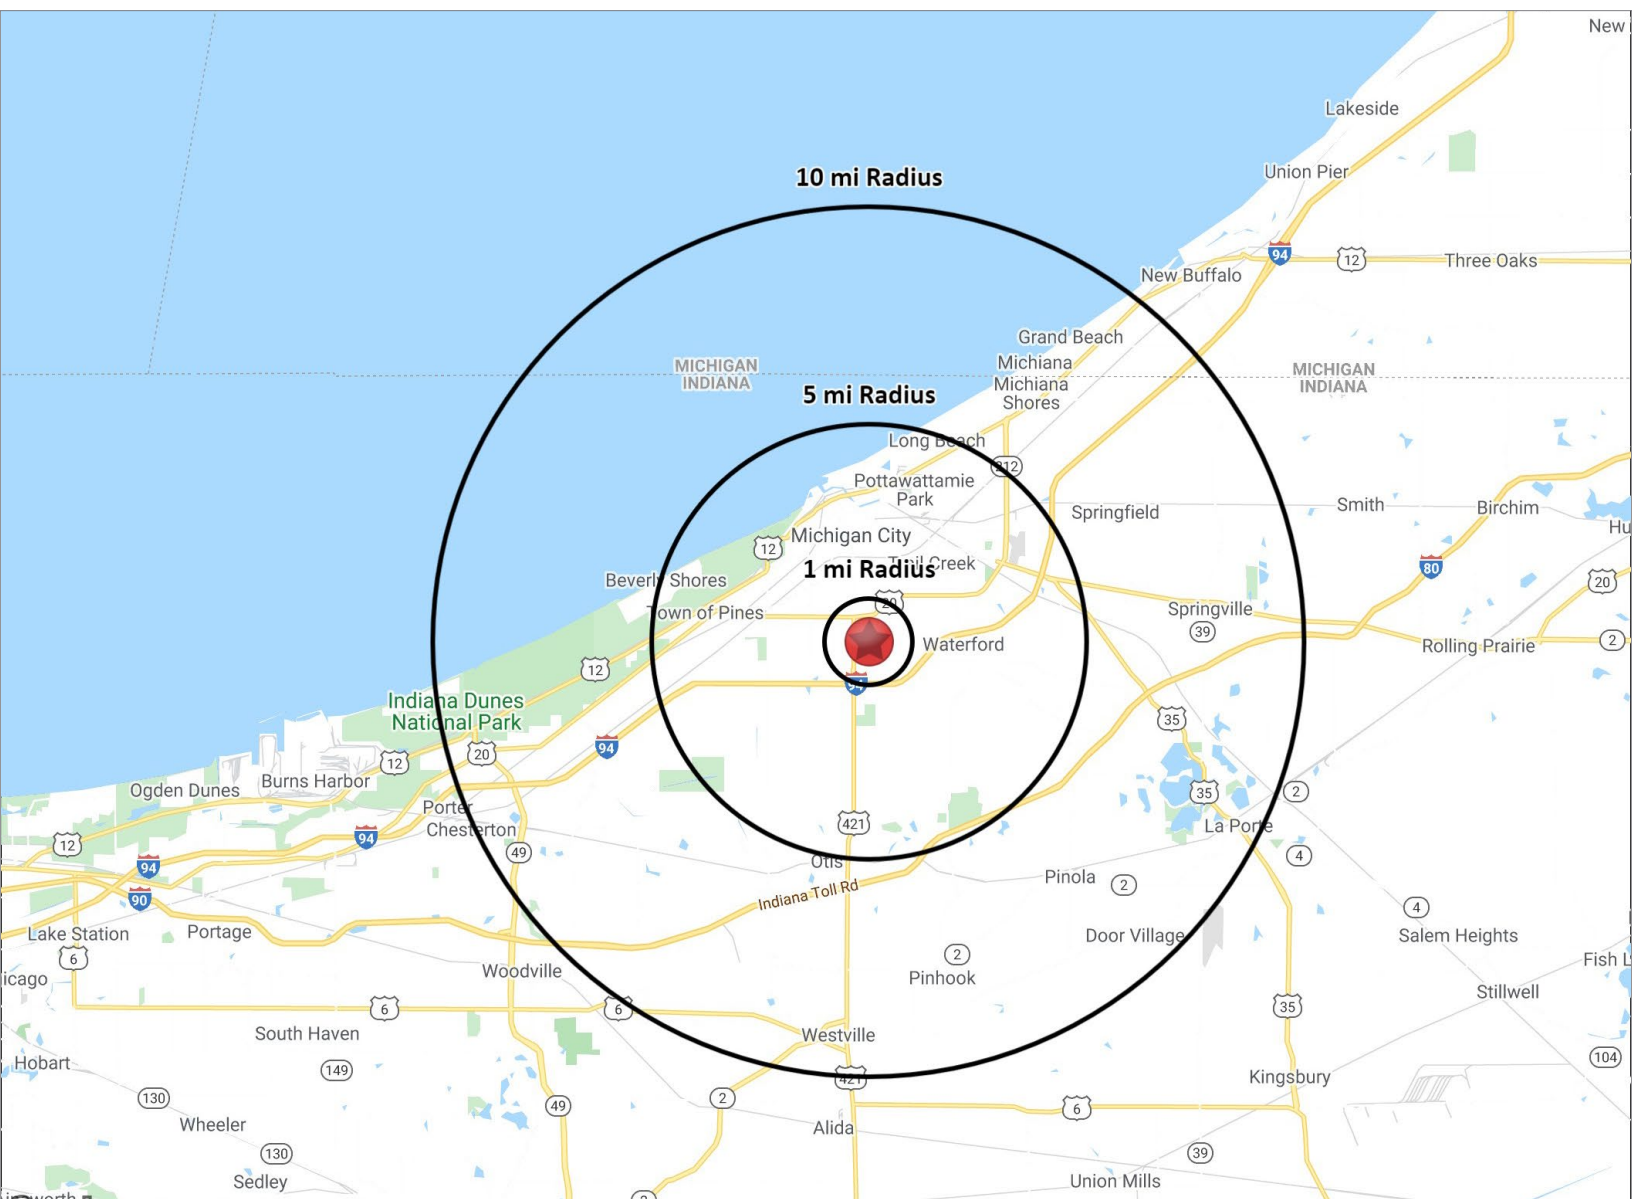 New
Lakeside
Union Pier
10 mi Radius
94
12
Three Oaks
New Buffalo
Grand Beach
Michiana
MICHIGAN
INDIANA
MICHIGAN
INDIANA
Michiana
Shores
5 mi Radius
Long Beach
212
Pottawattamie
Park
Springfield
Smith
Birchim
Hu
12
Michigan City
Trail Creek
1 mi Radius
80
20
Beverly Shores
20
Town of Pines
Springville
39
Waterford
Rolling Prairie
2
12
94
Indiana Dunes
National Park
35
94
20
12
Burns Harbor
Ogden Dunes
35
2
Porter
Chesterton
421
La Porte
12
94
49
4
94
Otis
90
Indiana Toll Rd
Pinola
2
4
Lake Station
Portage
Door Village
Salem Heights
6
2
Fish L
icago
Woodville
Pinhook
Stillwell
6
6
35
South Haven
Westville
Hobart
149
104
421
Kingsbury
130
2
49
6
Wheeler
Alida
130
39
Sedley
Union Mills